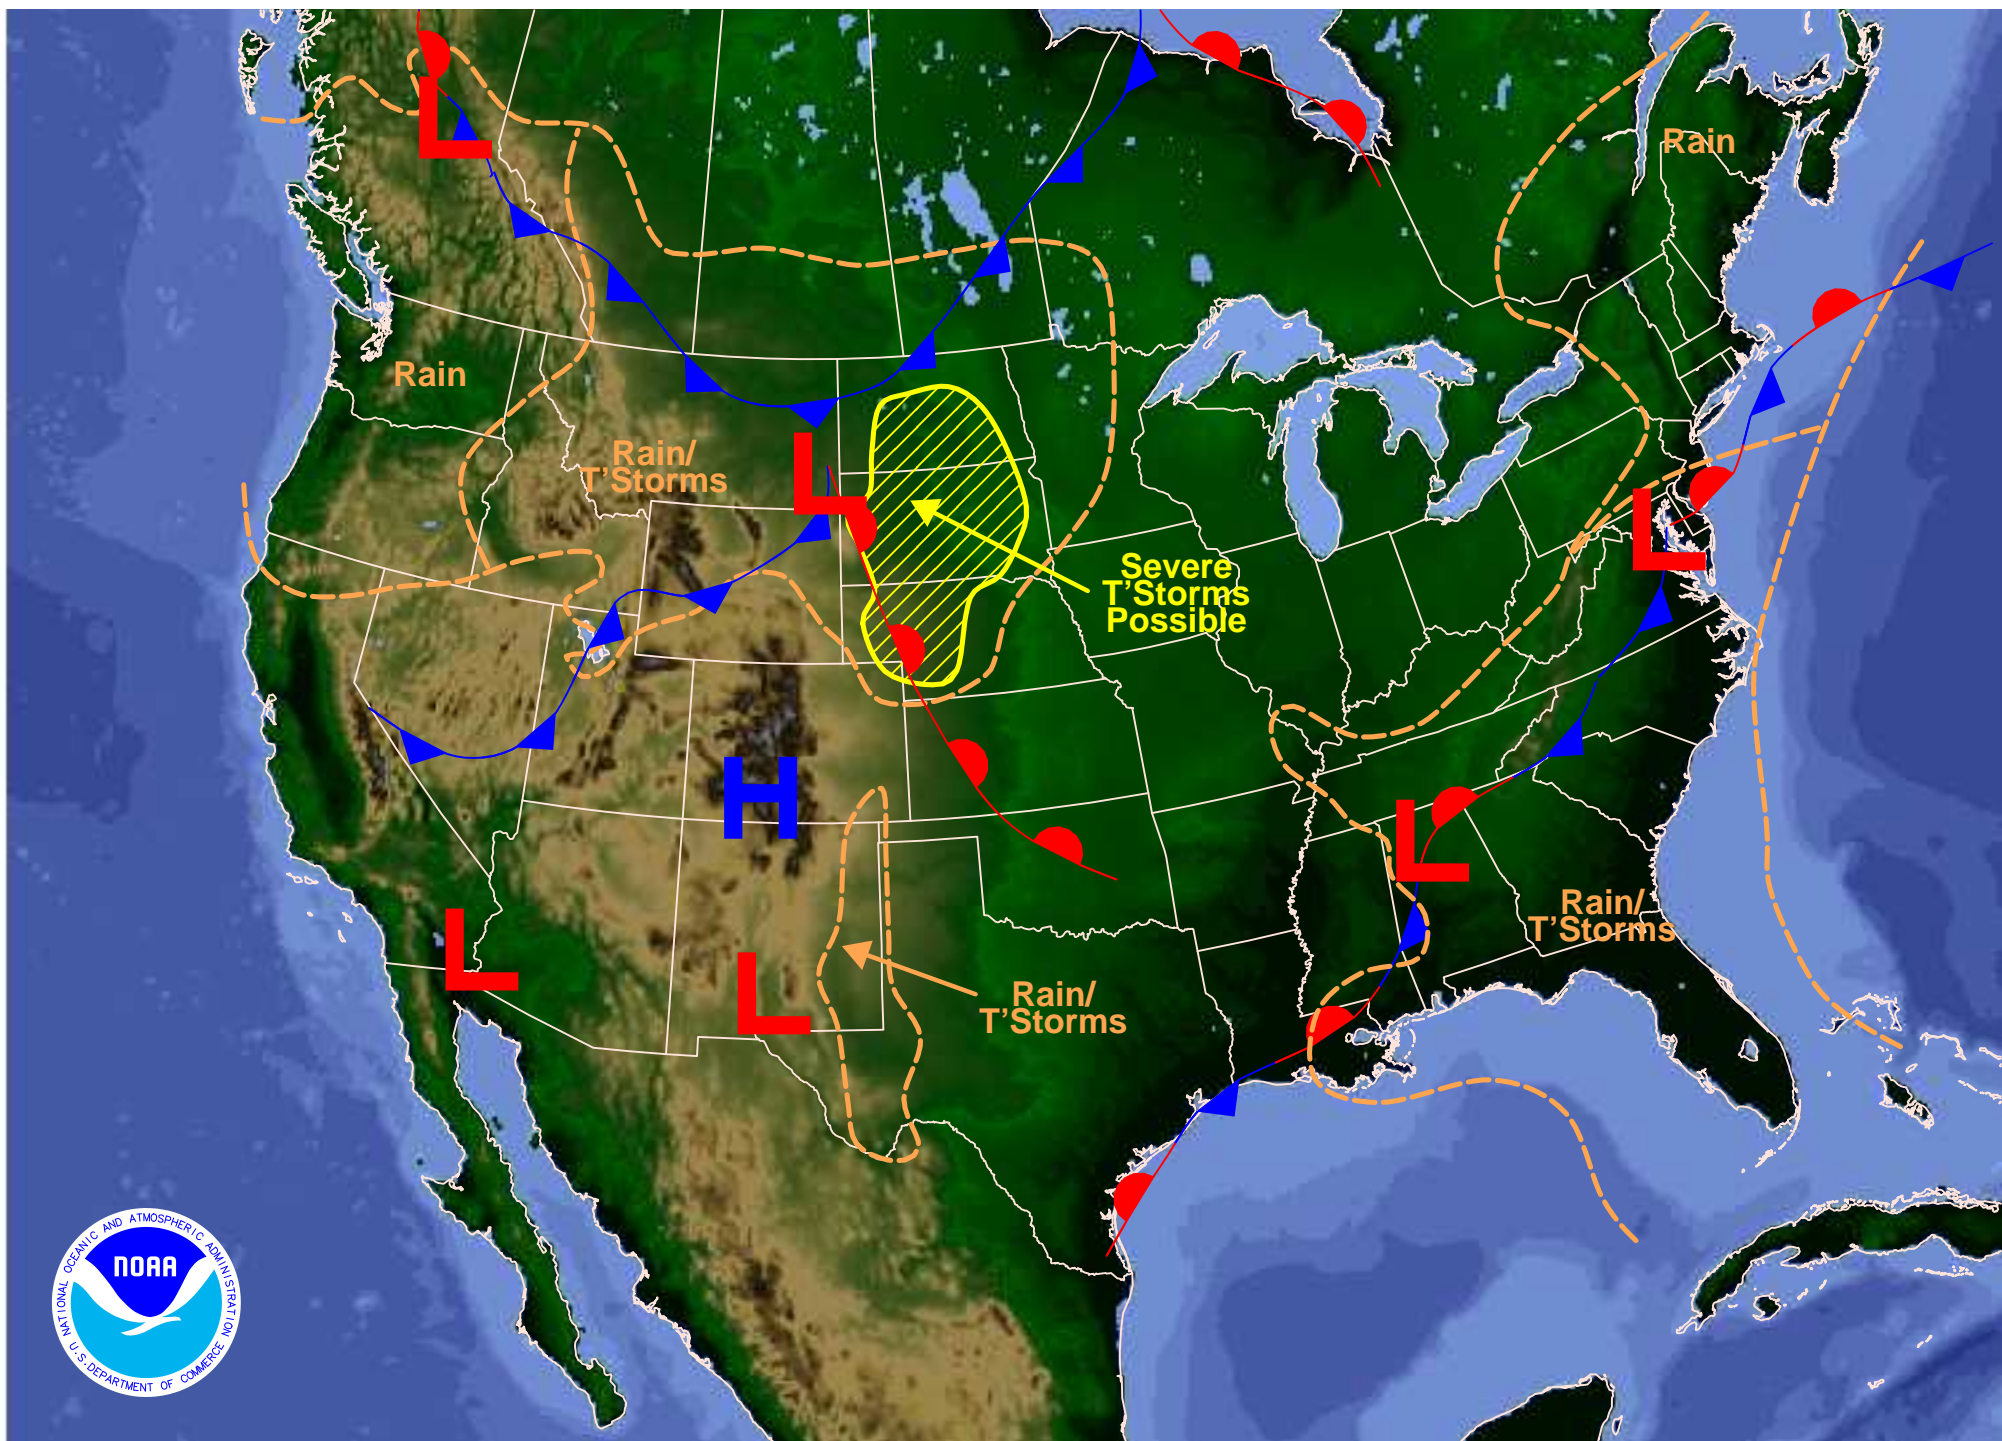 L
Rain
Rain
Rain/
T'Storms
L
Severe
T'Storms
Possible
L
H
L
Rain/
T'Storms
L
L
Rain/
T'Storms
NATIONAL OCEANIC AND ATMOSPHERIC ADMINISTRATION
NOAA
U.S. DEPARTMENT OF COMMERCE